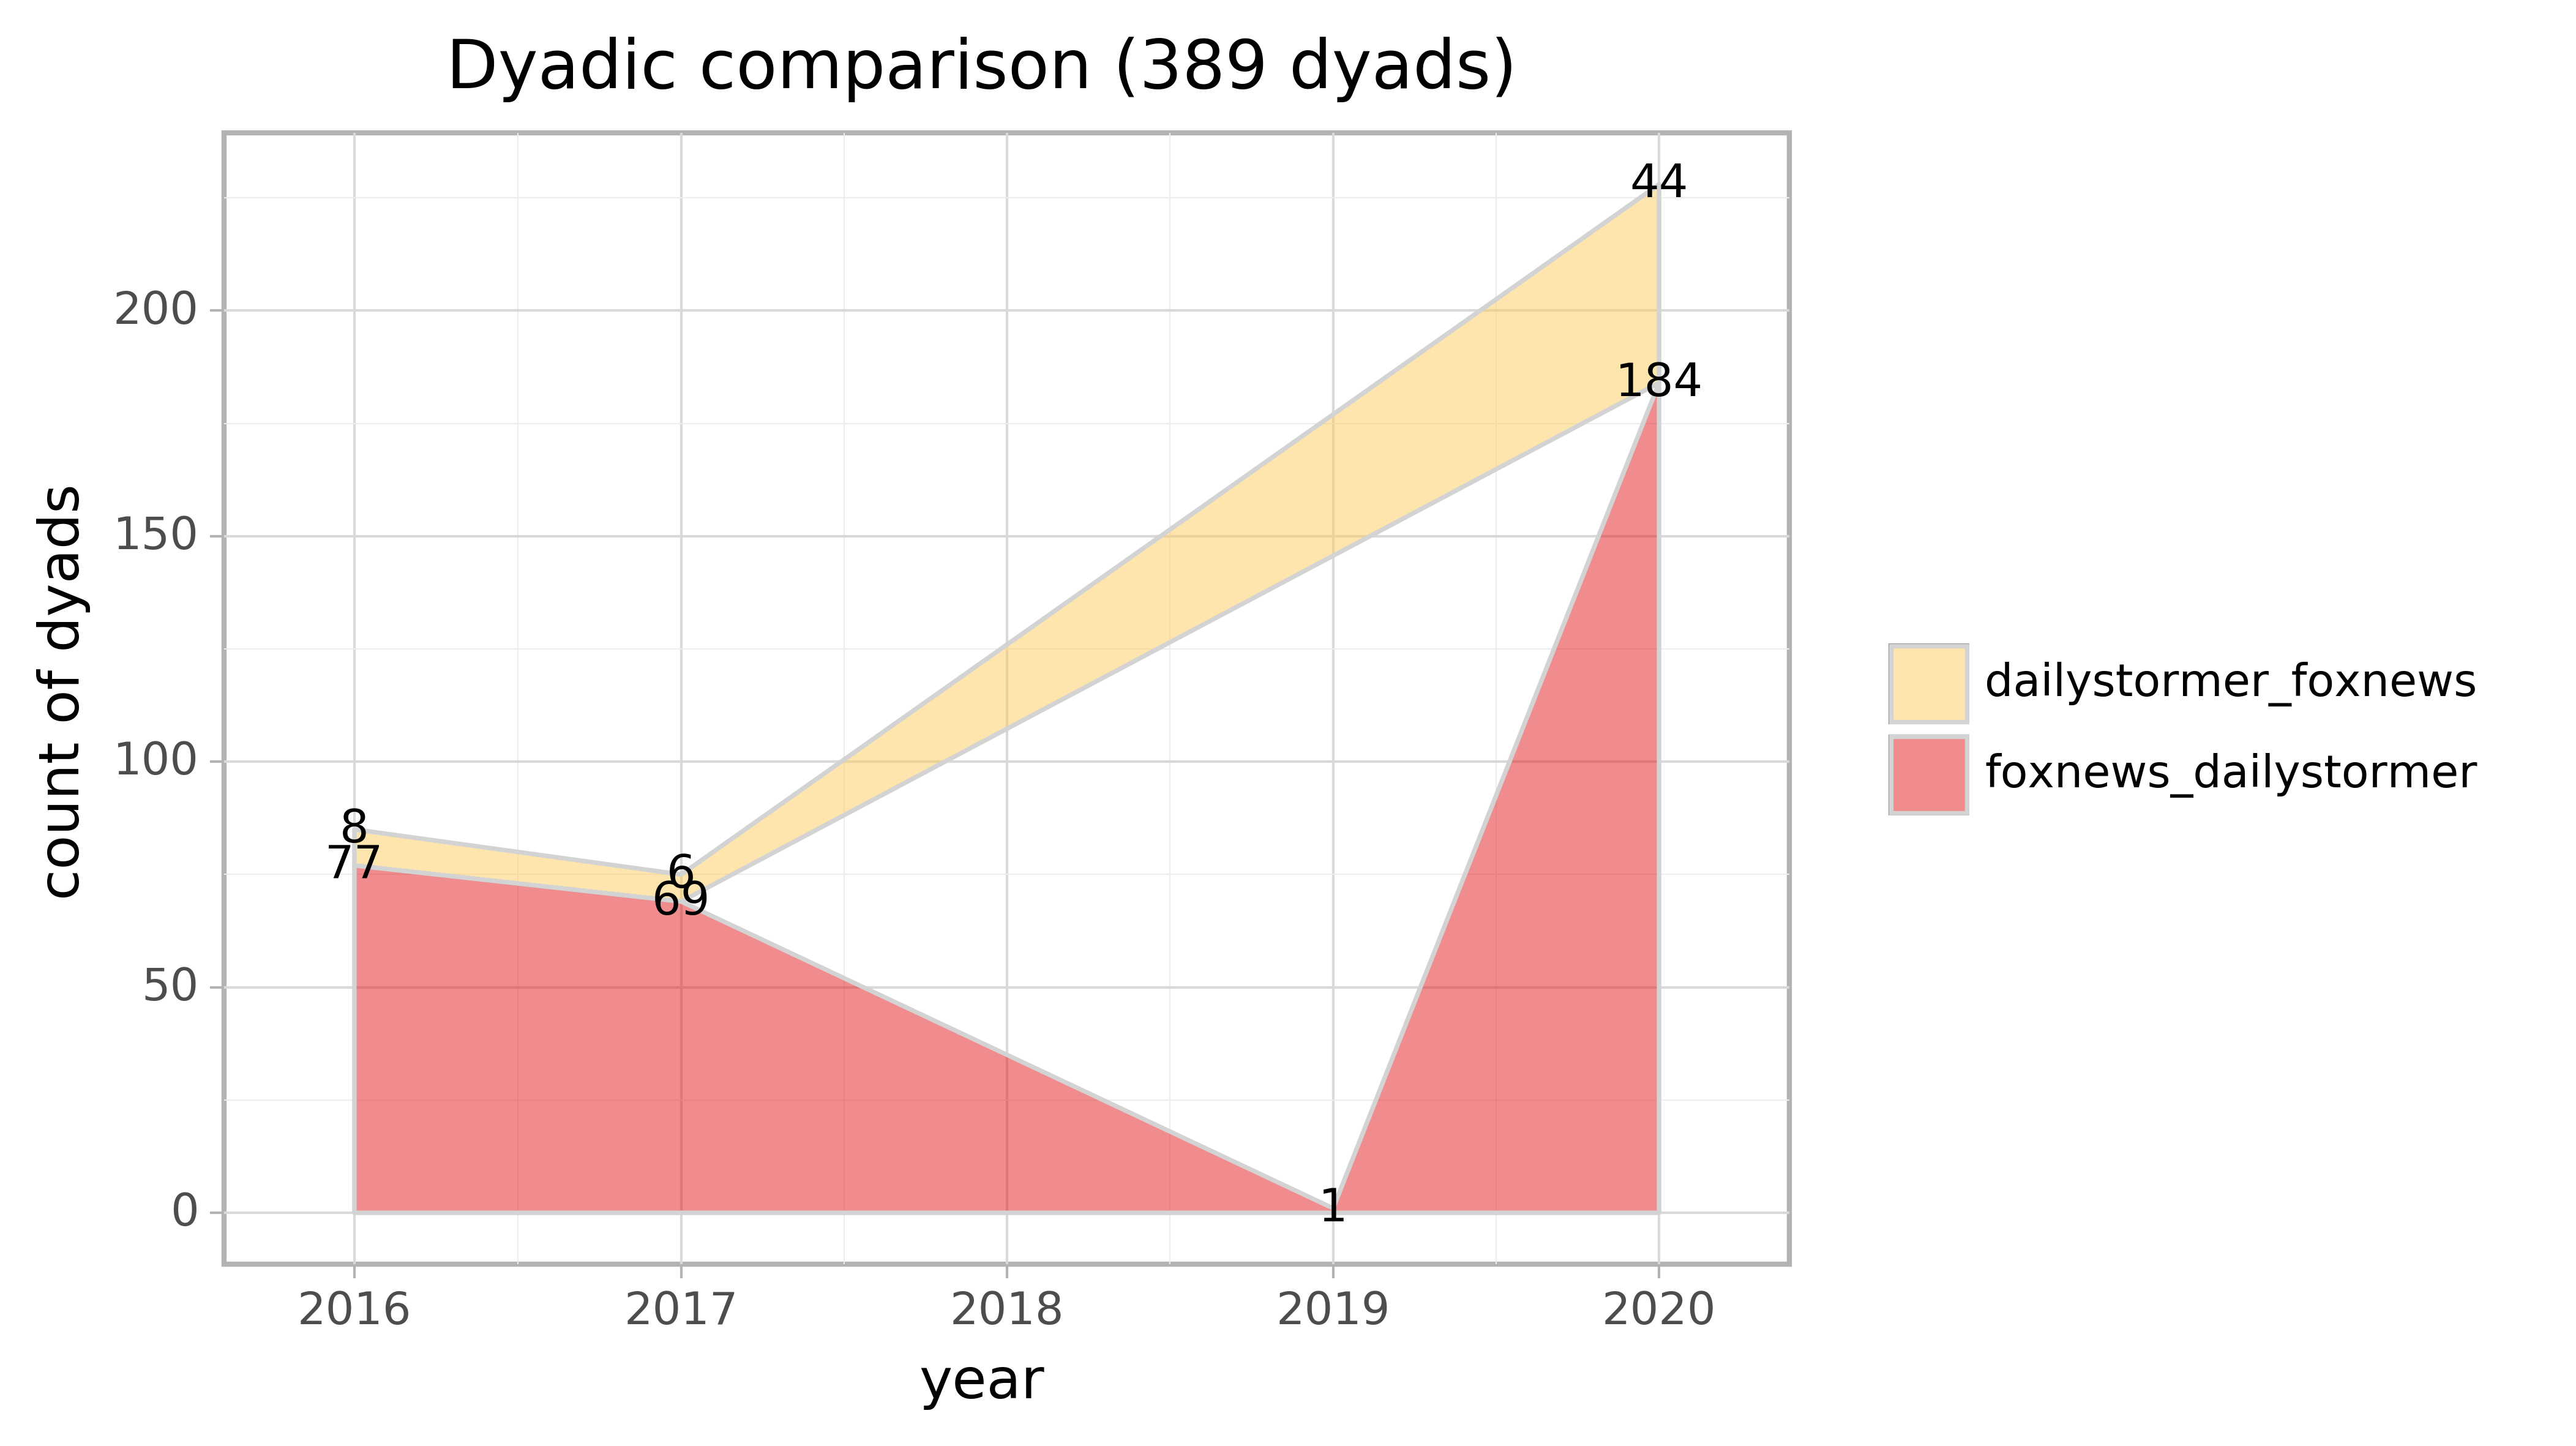 Dyadic comparison (389 dyads)
count of dyads
200
150
100
50
0
44
184
8
77
6
69
1
2016 2017 2018 2019 2020
year
dailystormer_foxnews
foxnews_dailystormer